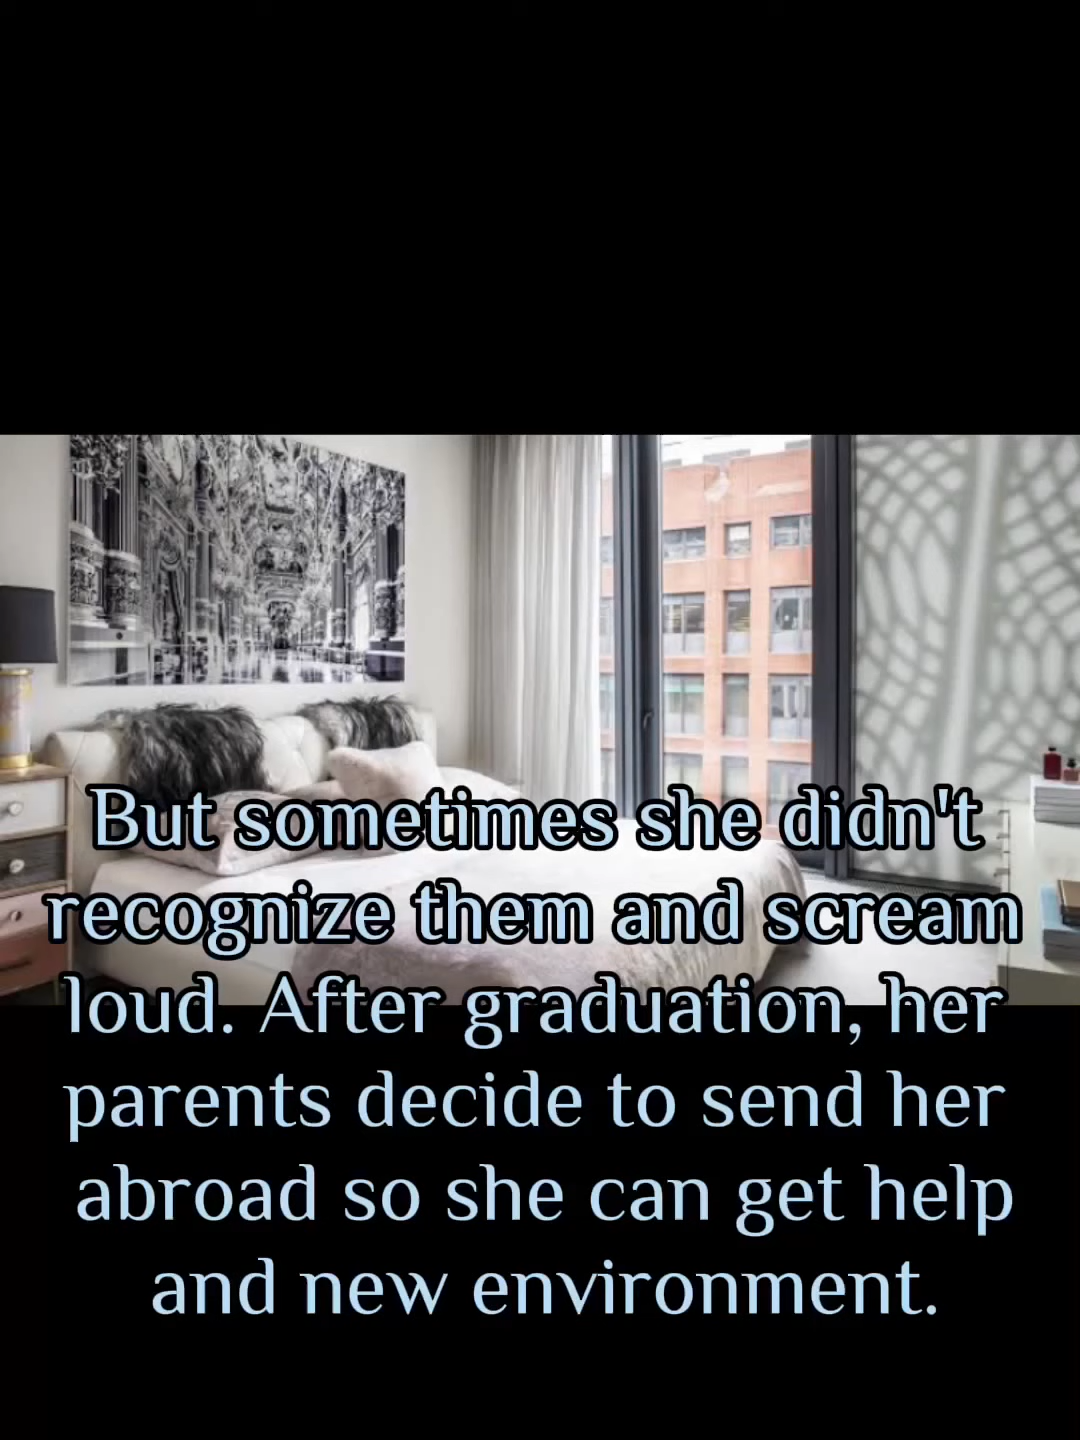 But sometimes she didn't
recognize them and scream
loud. After graduation, her
parents decide to send her
abroad so she can get help
and new environment.